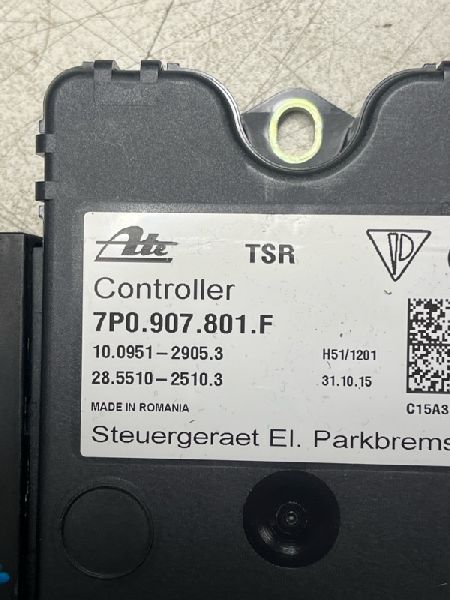 Ate TSR
Controller
7P0.907.801.F
10.0951-2905.3 H51/1201
28.5510-2510.3 31.10.15
MADE IN ROMANIA C15A3
Steuergeraet El. Parkbrems